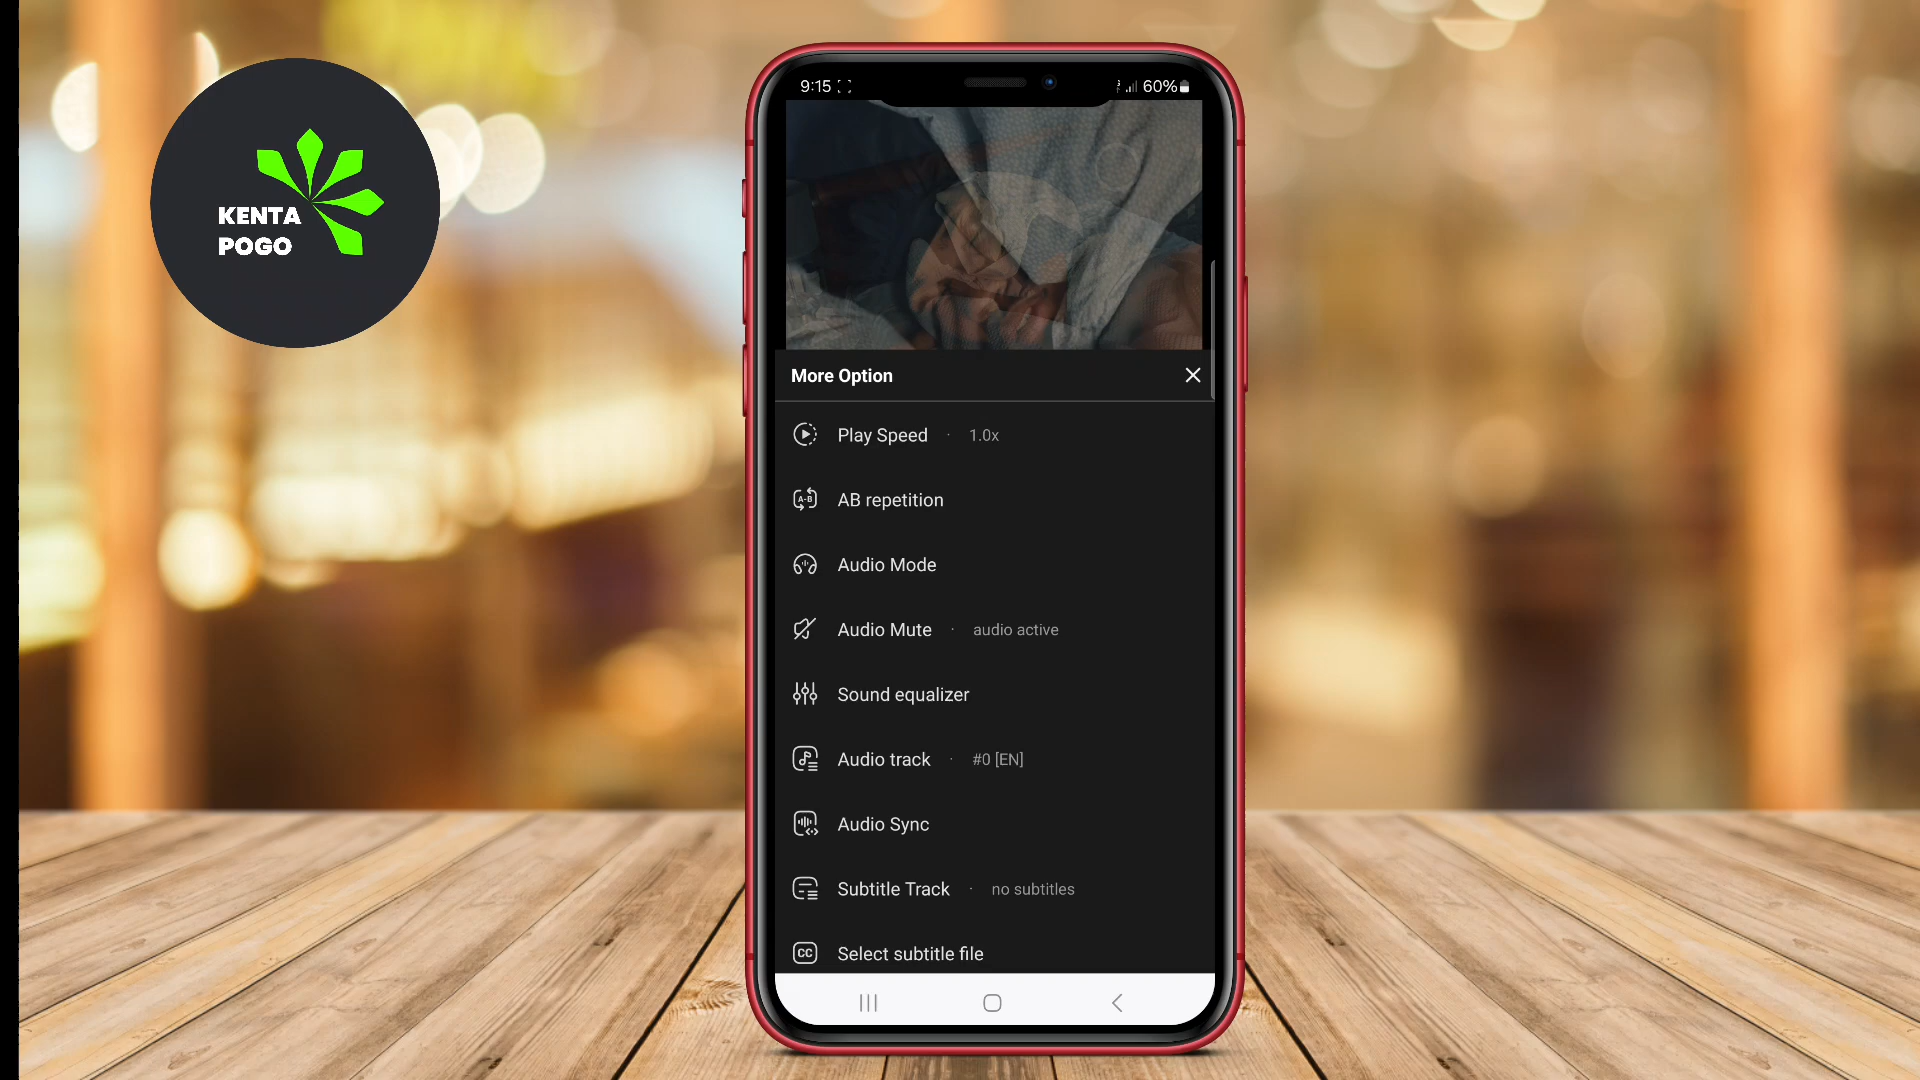 KENTA
POGO
9:15
60%
More Option
Play Speed · 1.0x
A-B
AB repetition
Audio Mode
Audio Mute · audio active
Sound equalizer
Audio track · #0 [EN]
Audio Sync
Subtitle Track · no subtitles
CC
Select subtitle file